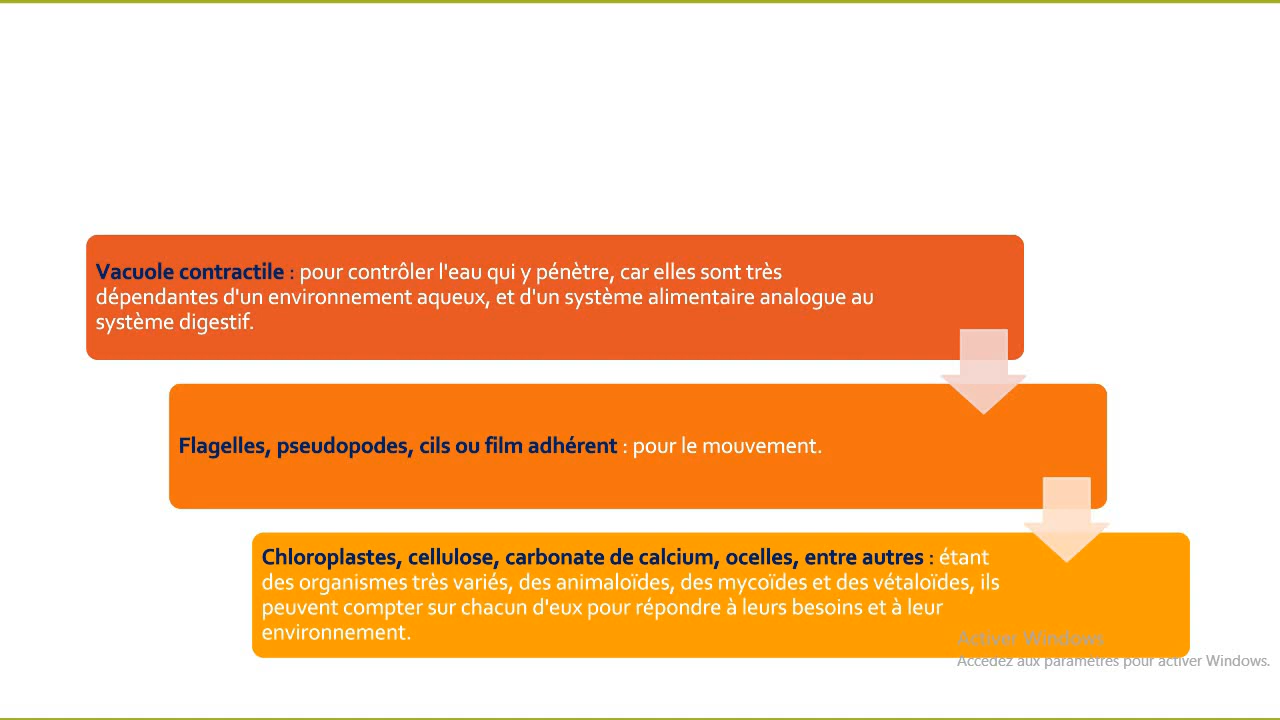 Vacuole contractile : pour contrôler l'eau qui y pénètre, car elles sont très
dépendantes d'un environnement aqueux, et d'un système alimentaire analogue au
système digestif.
Flagelles, pseudopodes, cils ou film adhérent : pour le mouvement.
Chloroplastes, cellulose, carbonate de calcium, ocelles, entre autres : étant
des organismes très variés, des animaloïdes, des mycoïdes et des vétaloïdes, ils
peuvent compter sur chacun d'eux pour répondre à leurs besoins et à leur
environnement.
Activer Windows
Accédez aux paramètres pour activer Windows.